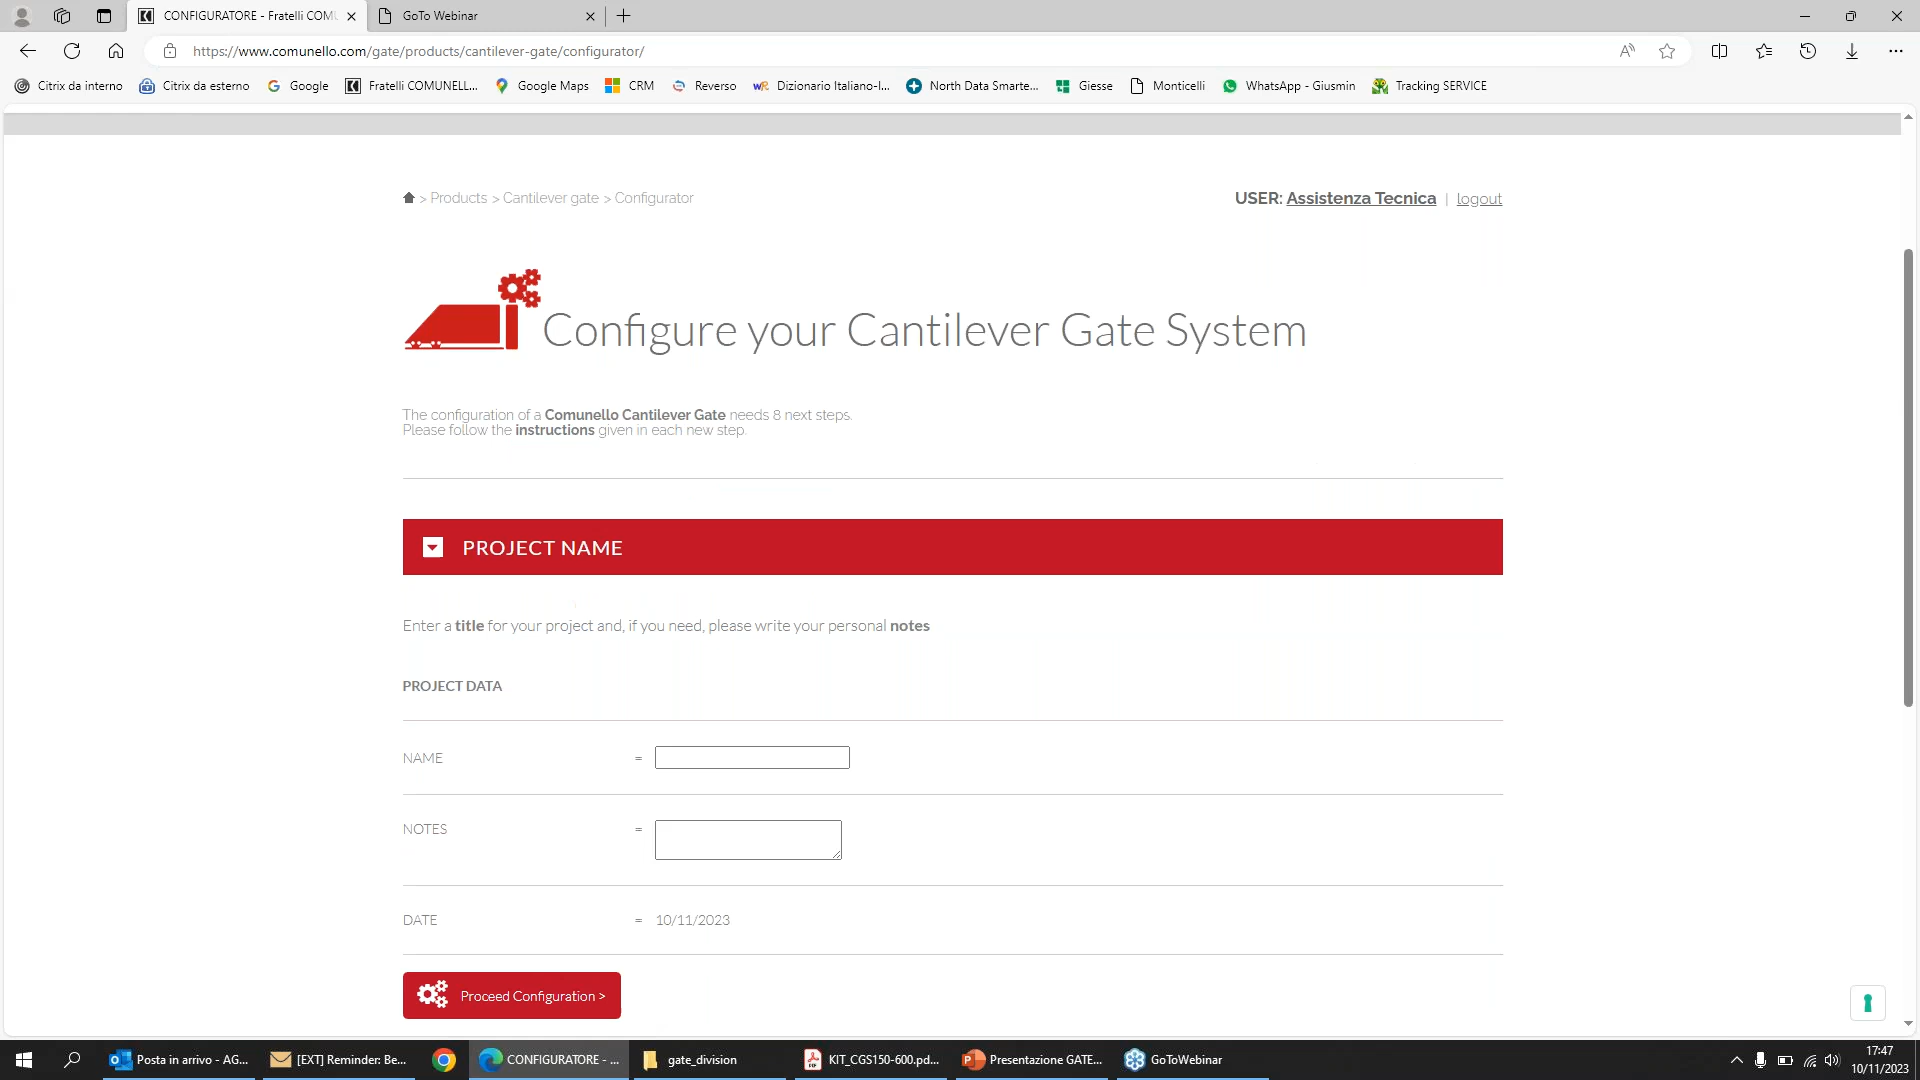 CONFIGURATORE - Fratelli COMU
GoTo Webinar
https://www.comunello.com/gate/products/cantilever-gate/configurator/
Citrix da interno
Citrix da esterno
Google
Fratelli COMUNELL...
Google Maps
CRM
Reverso
Dizionario Italiano-I...
North Data Smarte...
Giesse
Monticelli
WhatsApp - Giusmin
Tracking SERVICE
> Products > Cantilever gate > Configurator
USER: Assistenza Tecnica | logout
Configure your Cantilever Gate System
The configuration of a Comunello Cantilever Gate needs 8 next steps.
Please follow the instructions given in each new step.
PROJECT NAME
Enter a title for your project and, if you need, please write your personal notes
PROJECT DATA
NAME =
NOTES =
DATE = 10/11/2023
Proceed Configuration >
Posta in arrivo - AG...
[EXT] Reminder: Be...
CONFIGURATORE - ...
gate_division
KIT_CGS150-600.pd...
Presentazione GATE...
GoToWebinar
17:47
10/11/2023